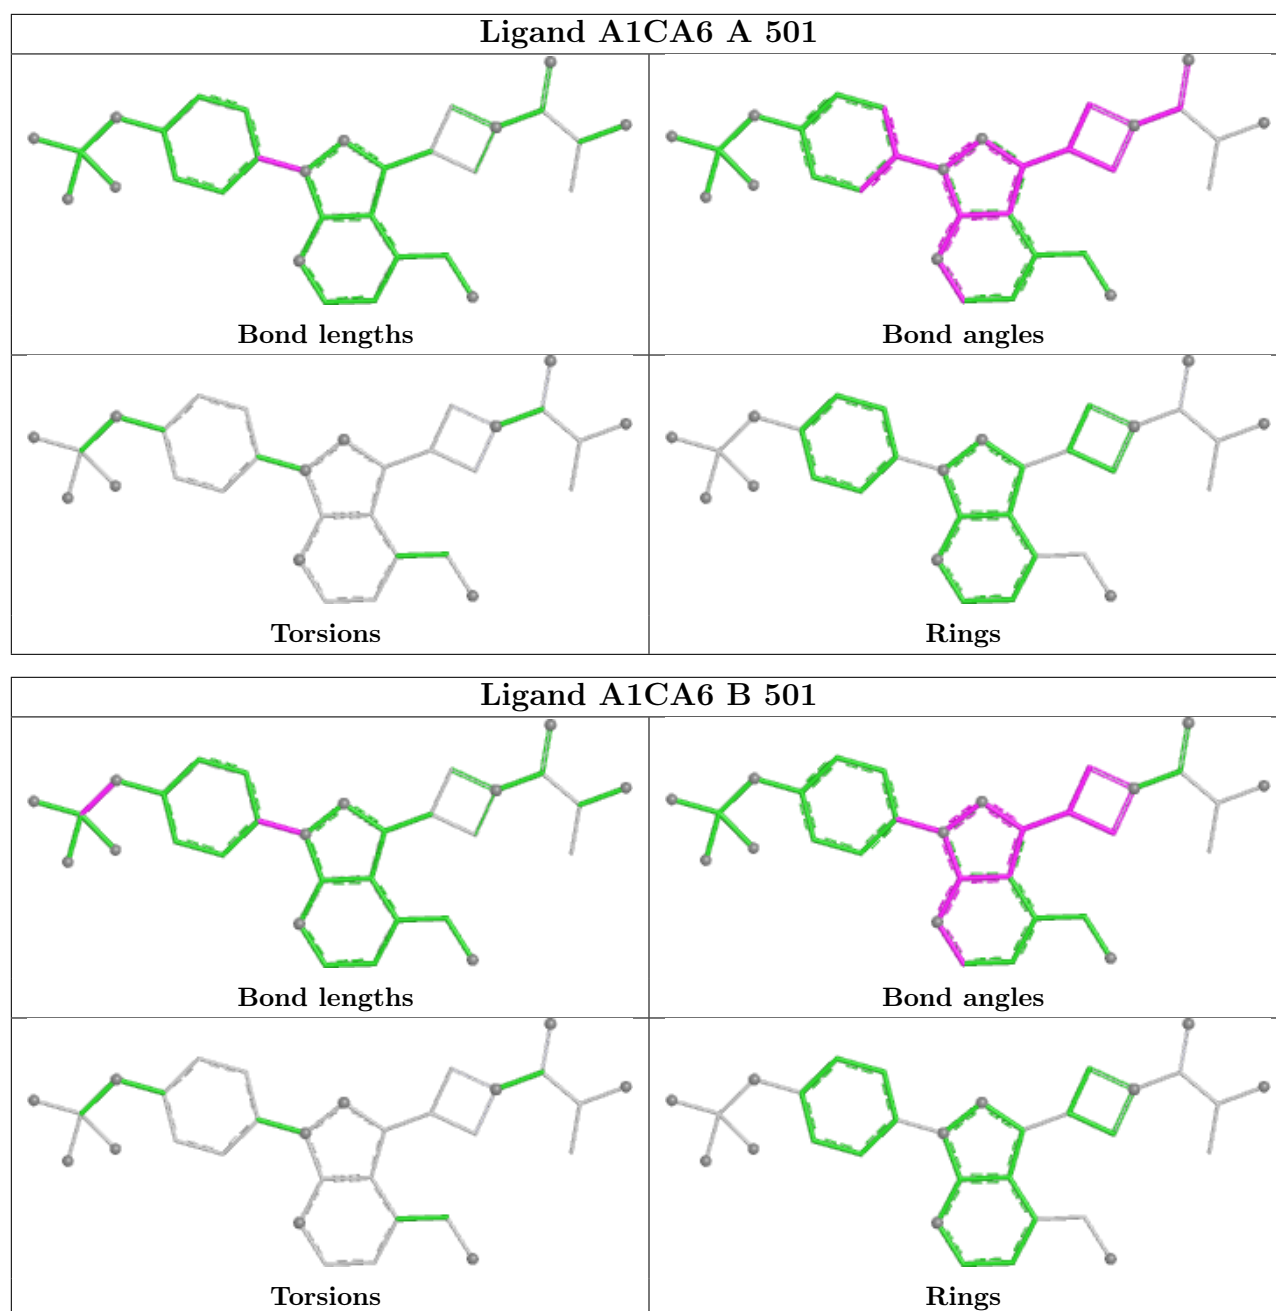 Ligand A1CA6 A 501
Bond lengths
Bond angles
Torsions
Rings
Ligand A1CA6 B 501
Bond lengths
Bond angles
Torsions
Rings